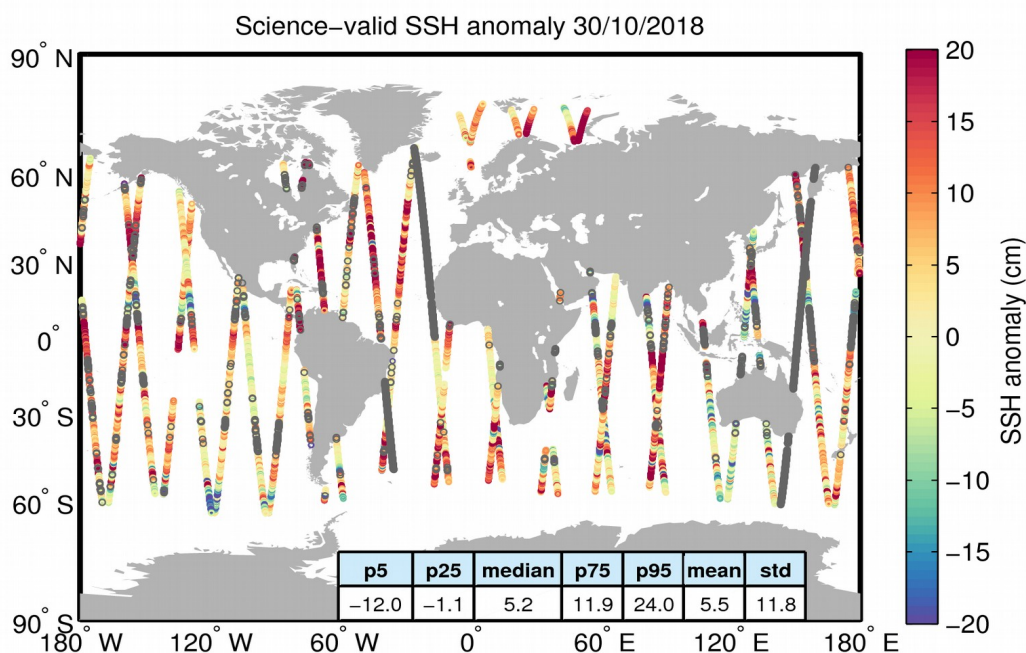 Science−valid SSH anomaly 30/10/2018
90° N
60° N
30° N
0°
30° S
60° S
90° S
180° W
120° W
60° W
0°
60° E
120° E
180° E
p5 p25 median p75 p95 mean std
−12.0 −1.1 5.2 11.9 24.0 5.5 11.8
20
15
10
5
0
−5
−10
−15
−20
SSH anomaly (cm)